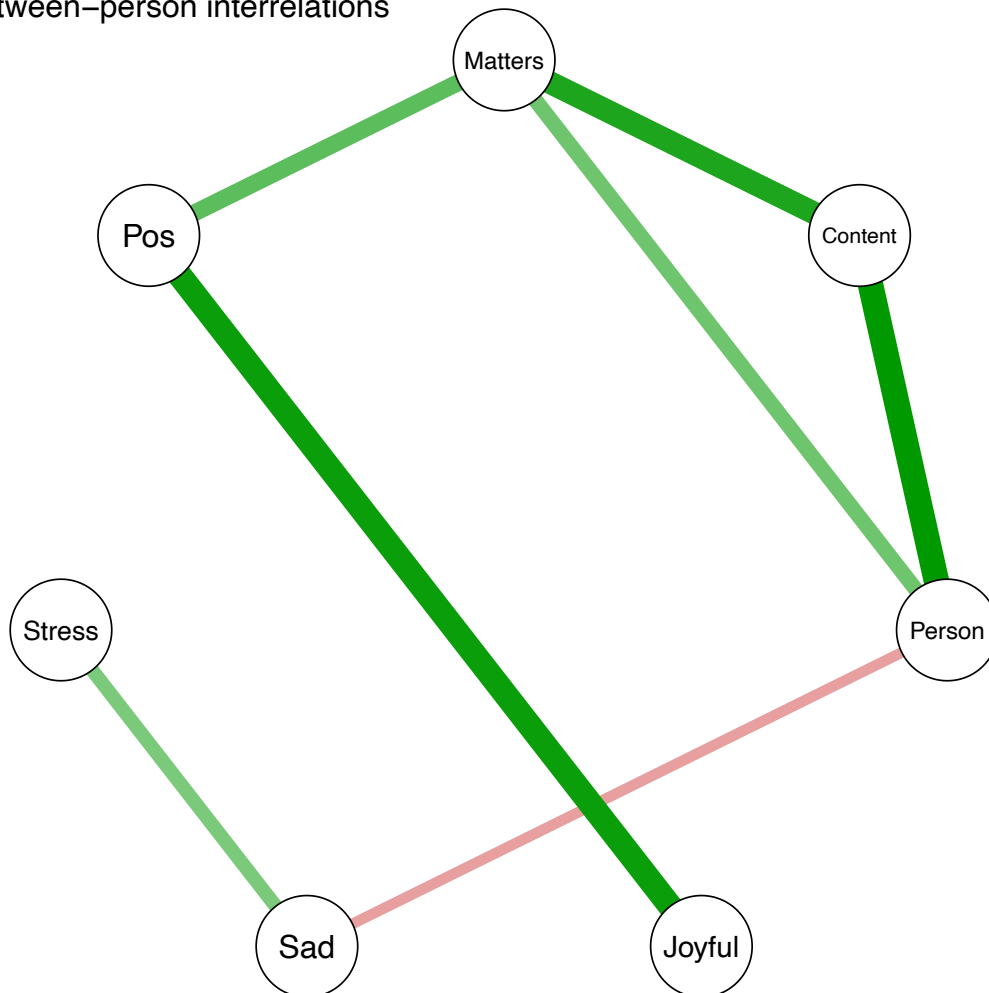 tween–person interrelations
Matters
Pos
Content
Stress
Person
Sad
Joyful